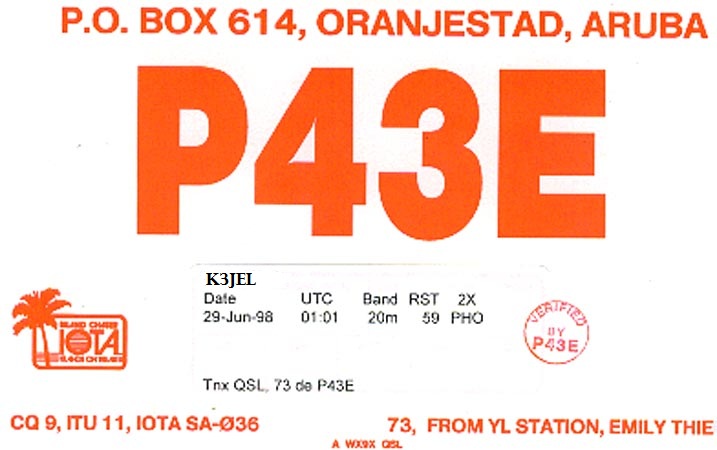 P.O. BOX 614, ORANJESTAD, ARUBA
P43E
K3JEL
Date UTC Band RST 2X
29-Jun-98 01:01 20m 59 PHO
Tnx QSL, 73 de P43E
VERIFIED
BY
P43E
IOTA
CQ 9, ITU 11, IOTA SA-Ø36
73, FROM YL STATION, EMILY THIE
A WX9X QSL